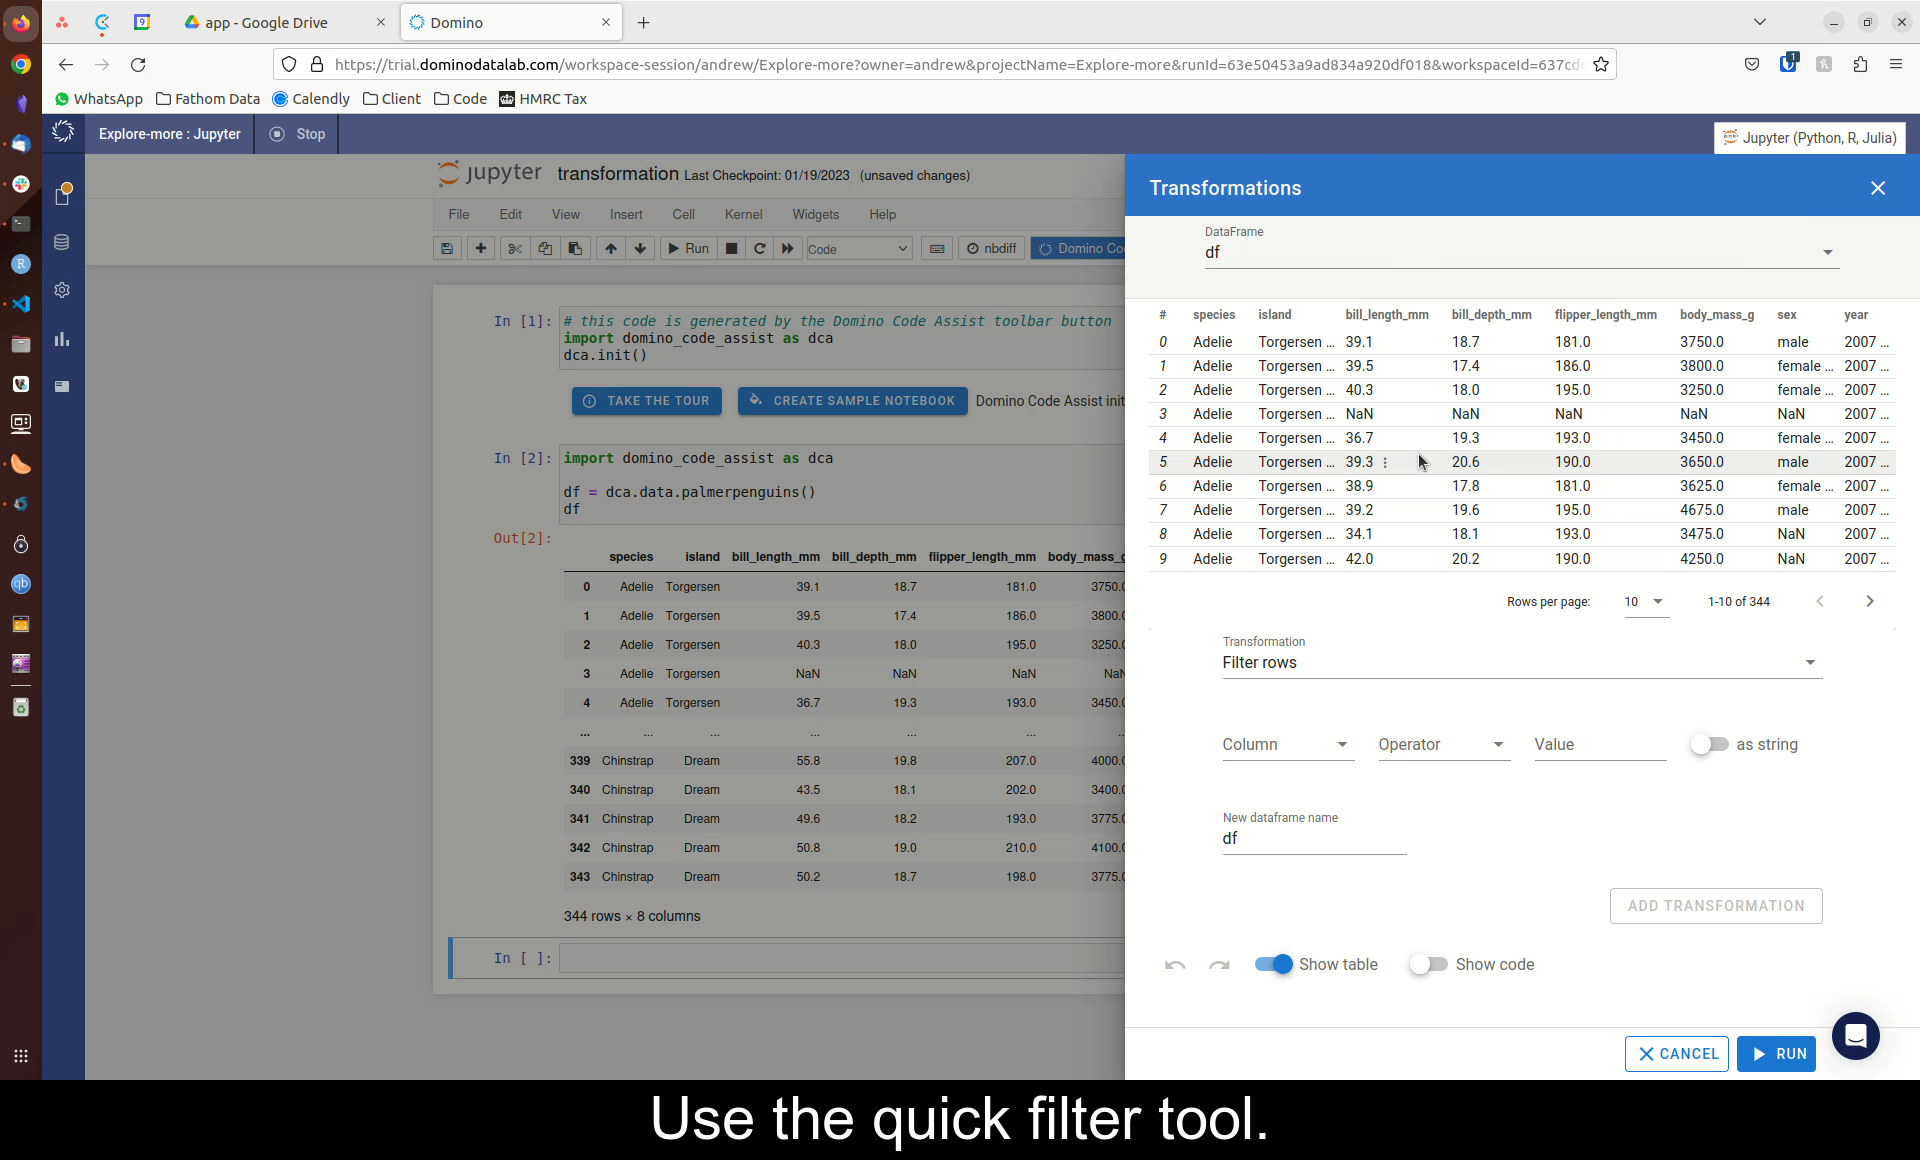 9
app - Google Drive
Domino
https://trial.dominodatalab.com/workspace-session/andrew/Explore-more?owner=andrew&projectName=Explore-more&runId=63e50453a9ad834a920df018&workspaceId=637cd
1
WhatsApp
Fathom Data
Calendly
Client
Code
HMRC Tax
Explore-more : Jupyter
Stop
Jupyter (Python, R, Julia)
jupyter transformation Last Checkpoint: 01/19/2023 (unsaved changes)
File Edit View Insert Cell Kernel Widgets Help
Run Code nbdiff Domino Co
In [1]: # this code is generated by the Domino Code Assist toolbar button
import domino_code_assist as dca
dca.init()
TAKE THE TOUR CREATE SAMPLE NOTEBOOK Domino Code Assist init
In [2]: import domino_code_assist as dca
df = dca.data.palmerpenguins()
df
Out[2]:
species island bill_length_mm bill_depth_mm flipper_length_mm body_mass_g
0 Adelie Torgersen 39.1 18.7 181.0 3750.0
1 Adelie Torgersen 39.5 17.4 186.0 3800.0
2 Adelie Torgersen 40.3 18.0 195.0 3250.0
3 Adelie Torgersen NaN NaN NaN NaN
4 Adelie Torgersen 36.7 19.3 193.0 3450.0
... ... ... ... ... ... ...
339 Chinstrap Dream 55.8 19.8 207.0 4000.0
340 Chinstrap Dream 43.5 18.1 202.0 3400.0
341 Chinstrap Dream 49.6 18.2 193.0 3775.0
342 Chinstrap Dream 50.8 19.0 210.0 4100.0
343 Chinstrap Dream 50.2 18.7 198.0 3775.0
344 rows × 8 columns
In [ ]:
Transformations
DataFrame
df
# species island bill_length_mm bill_depth_mm flipper_length_mm body_mass_g sex year
0 Adelie Torgersen ... 39.1 18.7 181.0 3750.0 male 2007 ...
1 Adelie Torgersen ... 39.5 17.4 186.0 3800.0 female ... 2007 ...
2 Adelie Torgersen ... 40.3 18.0 195.0 3250.0 female ... 2007 ...
3 Adelie Torgersen ... NaN NaN NaN NaN NaN 2007 ...
4 Adelie Torgersen ... 36.7 19.3 193.0 3450.0 female ... 2007 ...
5 Adelie Torgersen ... 39.3 20.6 190.0 3650.0 male 2007 ...
6 Adelie Torgersen ... 38.9 17.8 181.0 3625.0 female ... 2007 ...
7 Adelie Torgersen ... 39.2 19.6 195.0 4675.0 male 2007 ...
8 Adelie Torgersen ... 34.1 18.1 193.0 3475.0 NaN 2007 ...
9 Adelie Torgersen ... 42.0 20.2 190.0 4250.0 NaN 2007 ...
Rows per page: 10 1-10 of 344
Transformation
Filter rows
Column Operator Value as string
New dataframe name
df
ADD TRANSFORMATION
Show table Show code
CANCEL RUN
Use the quick filter tool.